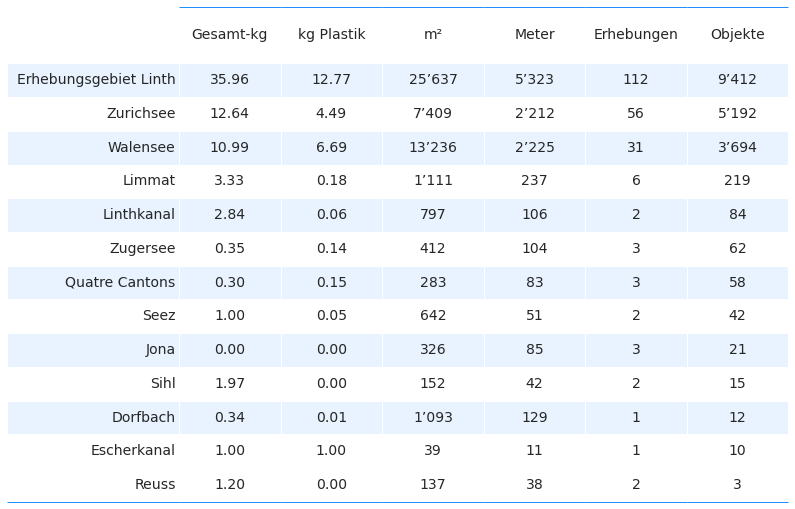 Gesamt-kg kg Plastik m² Meter Erhebungen Objekte
Erhebungsgebiet Linth 35.96 12.77 25’637 5’323 112 9’412
Zurichsee 12.64 4.49 7’409 2’212 56 5’192
Walensee 10.99 6.69 13’236 2’225 31 3’694
Limmat 3.33 0.18 1’111 237 6 219
Linthkanal 2.84 0.06 797 106 2 84
Zugersee 0.35 0.14 412 104 3 62
Quatre Cantons 0.30 0.15 283 83 3 58
Seez 1.00 0.05 642 51 2 42
Jona 0.00 0.00 326 85 3 21
Sihl 1.97 0.00 152 42 2 15
Dorfbach 0.34 0.01 1’093 129 1 12
Escherkanal 1.00 1.00 39 11 1 10
Reuss 1.20 0.00 137 38 2 3